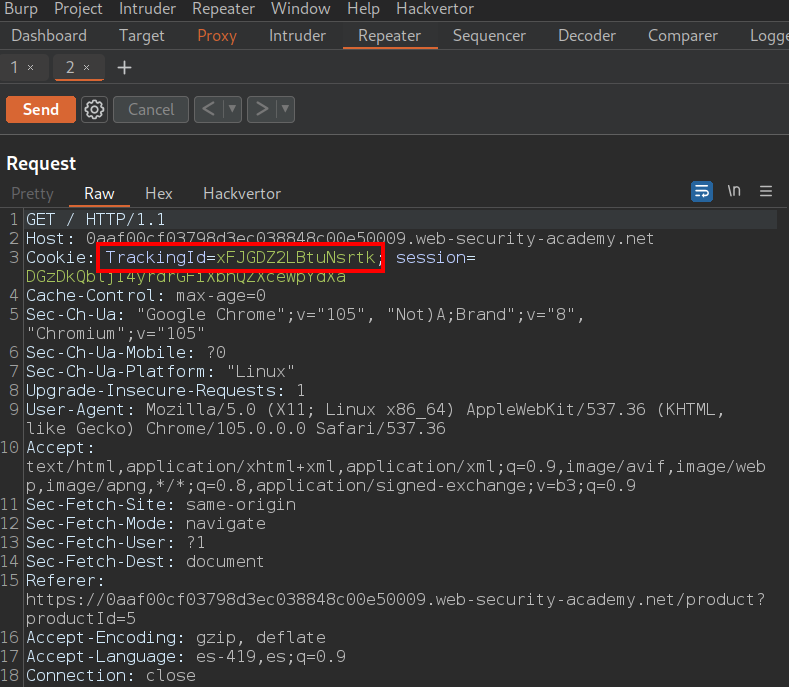 Burp Project Intruder Repeater Window Help Hackvertor
Dashboard Target Proxy Intruder Repeater Sequencer Decoder Comparer Logge
1 × 2 × +
Send Cancel < >
Request
Pretty Raw Hex Hackvertor \n
1 GET / HTTP/1.1
2 Host: 0aaf00cf03798d3ec038848c00e50009.web-security-academy.net
3 Cookie: TrackingId=xFJGDZ2LBtuNsrtk; session=
4 Cache-Control: max-age=0
5 Sec-Ch-Ua: "Google Chrome";v="105", "Not)A;Brand";v="8",
"Chromium";v="105"
6 Sec-Ch-Ua-Mobile: ?0
7 Sec-Ch-Ua-Platform: "Linux"
8 Upgrade-Insecure-Requests: 1
9 User-Agent: Mozilla/5.0 (X11; Linux x86_64) AppleWebKit/537.36 (KHTML,
like Gecko) Chrome/105.0.0.0 Safari/537.36
10 Accept:
text/html,application/xhtml+xml,application/xml;q=0.9,image/avif,image/web
p,image/apng,*/*;q=0.8,application/signed-exchange;v=b3;q=0.9
11 Sec-Fetch-Site: same-origin
12 Sec-Fetch-Mode: navigate
13 Sec-Fetch-User: ?1
14 Sec-Fetch-Dest: document
15 Referer:
https://0aaf00cf03798d3ec038848c00e50009.web-security-academy.net/product?
productId=5
16 Accept-Encoding: gzip, deflate
17 Accept-Language: es-419,es;q=0.9
18 Connection: close